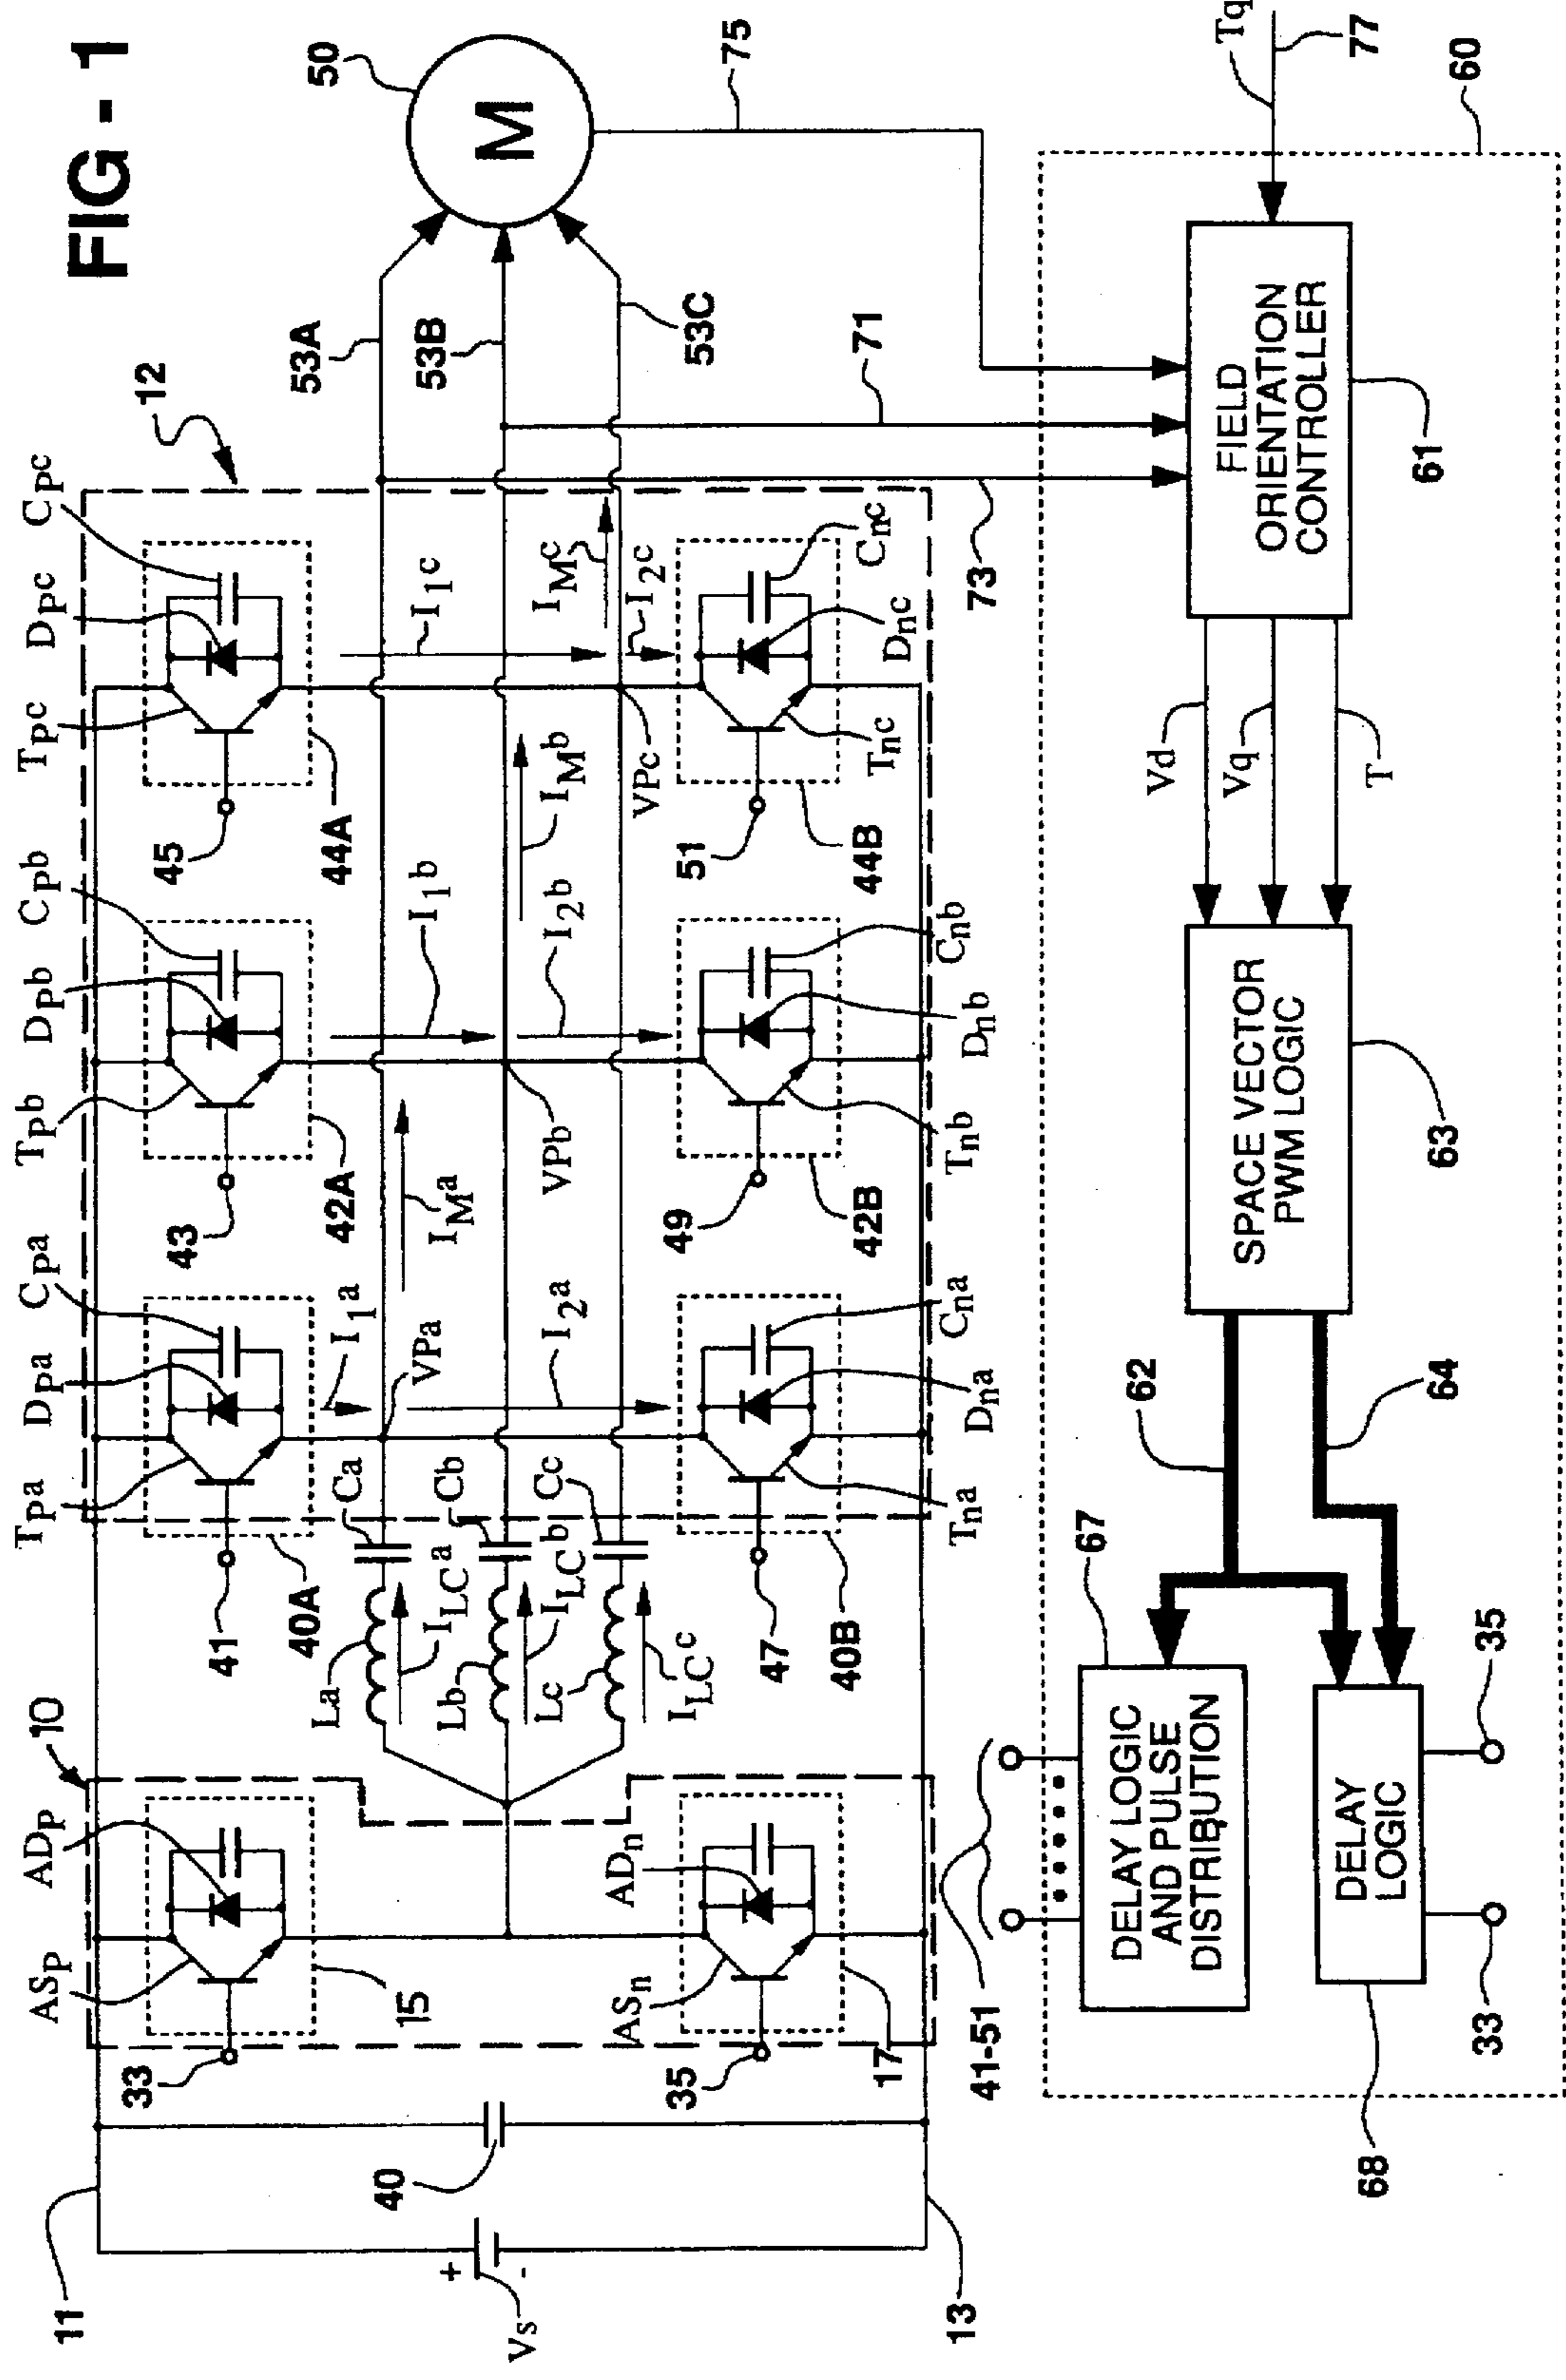 FIG - 1
Tpa
Dpa
Cpa
Tpb
Dpb
Cpb
Tpc
Dpc
Cpc
12
11
10
ASp
ADp
33
15
41
40A
43
42A
45
44A
53A
50
M
I1a
I1b
I1c
53B
La
Ca
ILCa
VPa
IMa
Lb
Cb
ILCb
VPb
IMb
Lc
Cc
ILCc
VPc
IMc
53C
75
+
-
Vs
40
I2a
I2b
I2c
71
ADn
ASn
35
17
47
40B
Tna
Dna
Cna
49
42B
Tnb
Dnb
Cnb
51
44B
Tnc
Dnc
Cnc
73
13
41-51
67
DELAY LOGIC
AND PULSE
DISTRIBUTION
62
64
SPACE VECTOR
PWM LOGIC
63
Vd
Vq
T
FIELD
ORIENTATION
CONTROLLER
61
Tq
77
60
DELAY
LOGIC
68
33
35